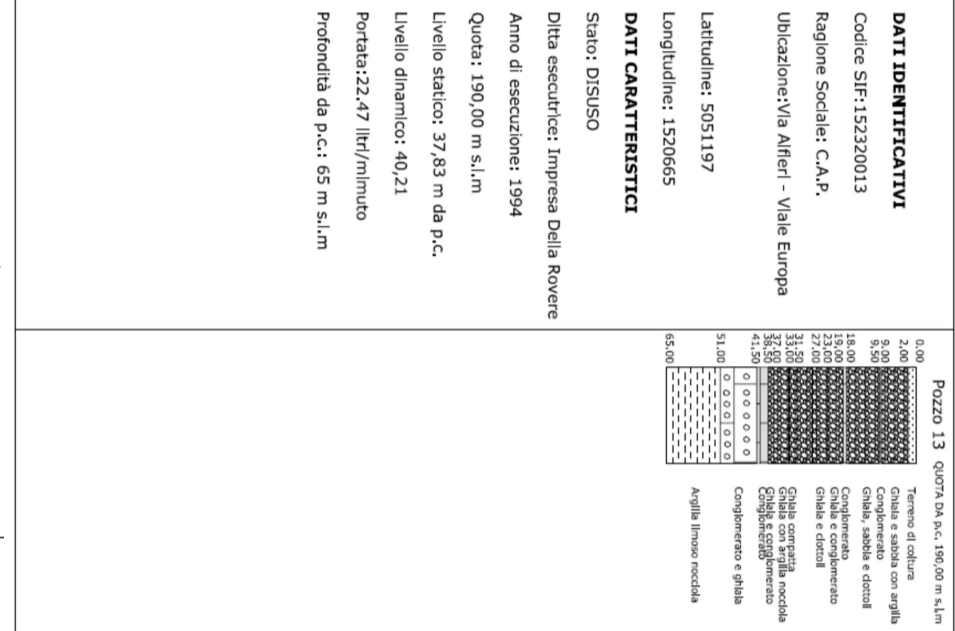 DATI IDENTIFICATIVI
Codice SIF:152320013
Ragione Sociale: C.A.P.
Ubicazione:Via Alfieri - Viale Europa
Latitudine: 5051197
Longitudine: 1520665
DATI CARATTERISTICI
Stato: DISUSO
Ditta esecutrice: Impresa Della Rovere
Anno di esecuzione: 1994
Quota: 190,00 m s.l.m
Livello statico: 37,83 m da p.c.
Livello dinamico: 40,21
Portata:22.47 litri/mimuto
Profondità da p.c.: 65 m s.l.m
Pozzo 13 QUOTA DA p.c. 190,00 m s.l.m
0.00
2,00
9,00
9,50
18.00
19,00
23,00
27,00
31,50
33,00
37,00
38,50
41,50
51,00
65.00
Terreno di coltura
Ghiaia e sabbia con argilla
Conglomerato
Ghiaia, sabbia e ciottoli
Conglomerato
Ghiaia e conglomerato
Ghiaia e ciottoli
Ghiaia compatta
Ghiaia con argilla nocciola
Ghiaia e conglomerato
Conglomerato
Conglomerato e ghiaia
Argilla limoso nocciola